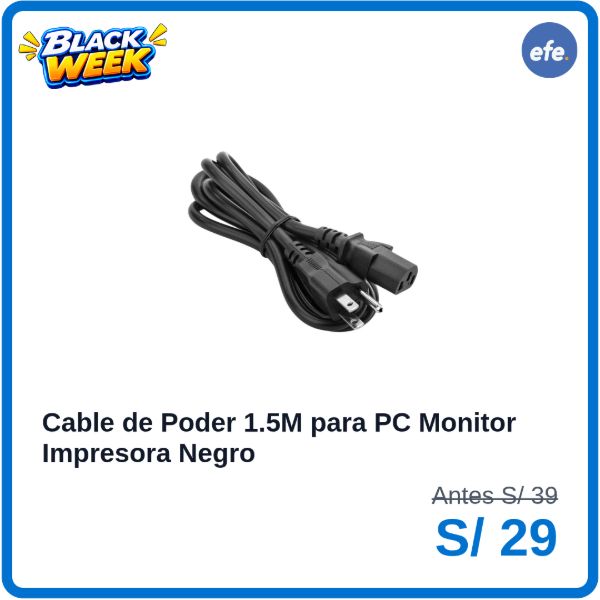 BLACK
WEEK
efe.
Cable de Poder 1.5M para PC Monitor
Impresora Negro
Antes S/ 39
S/ 29